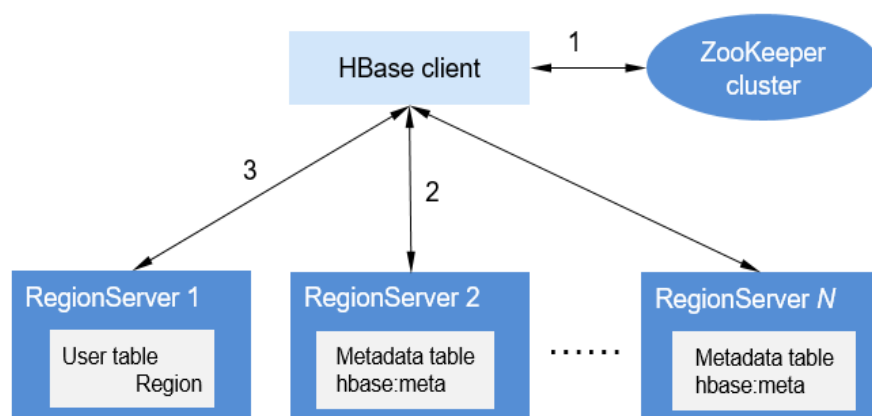 HBase client
1
ZooKeeper
cluster
3
2
RegionServer 1
User table
Region
RegionServer 2
Metadata table
hbase:meta
......
RegionServer N
Metadata table
hbase:meta